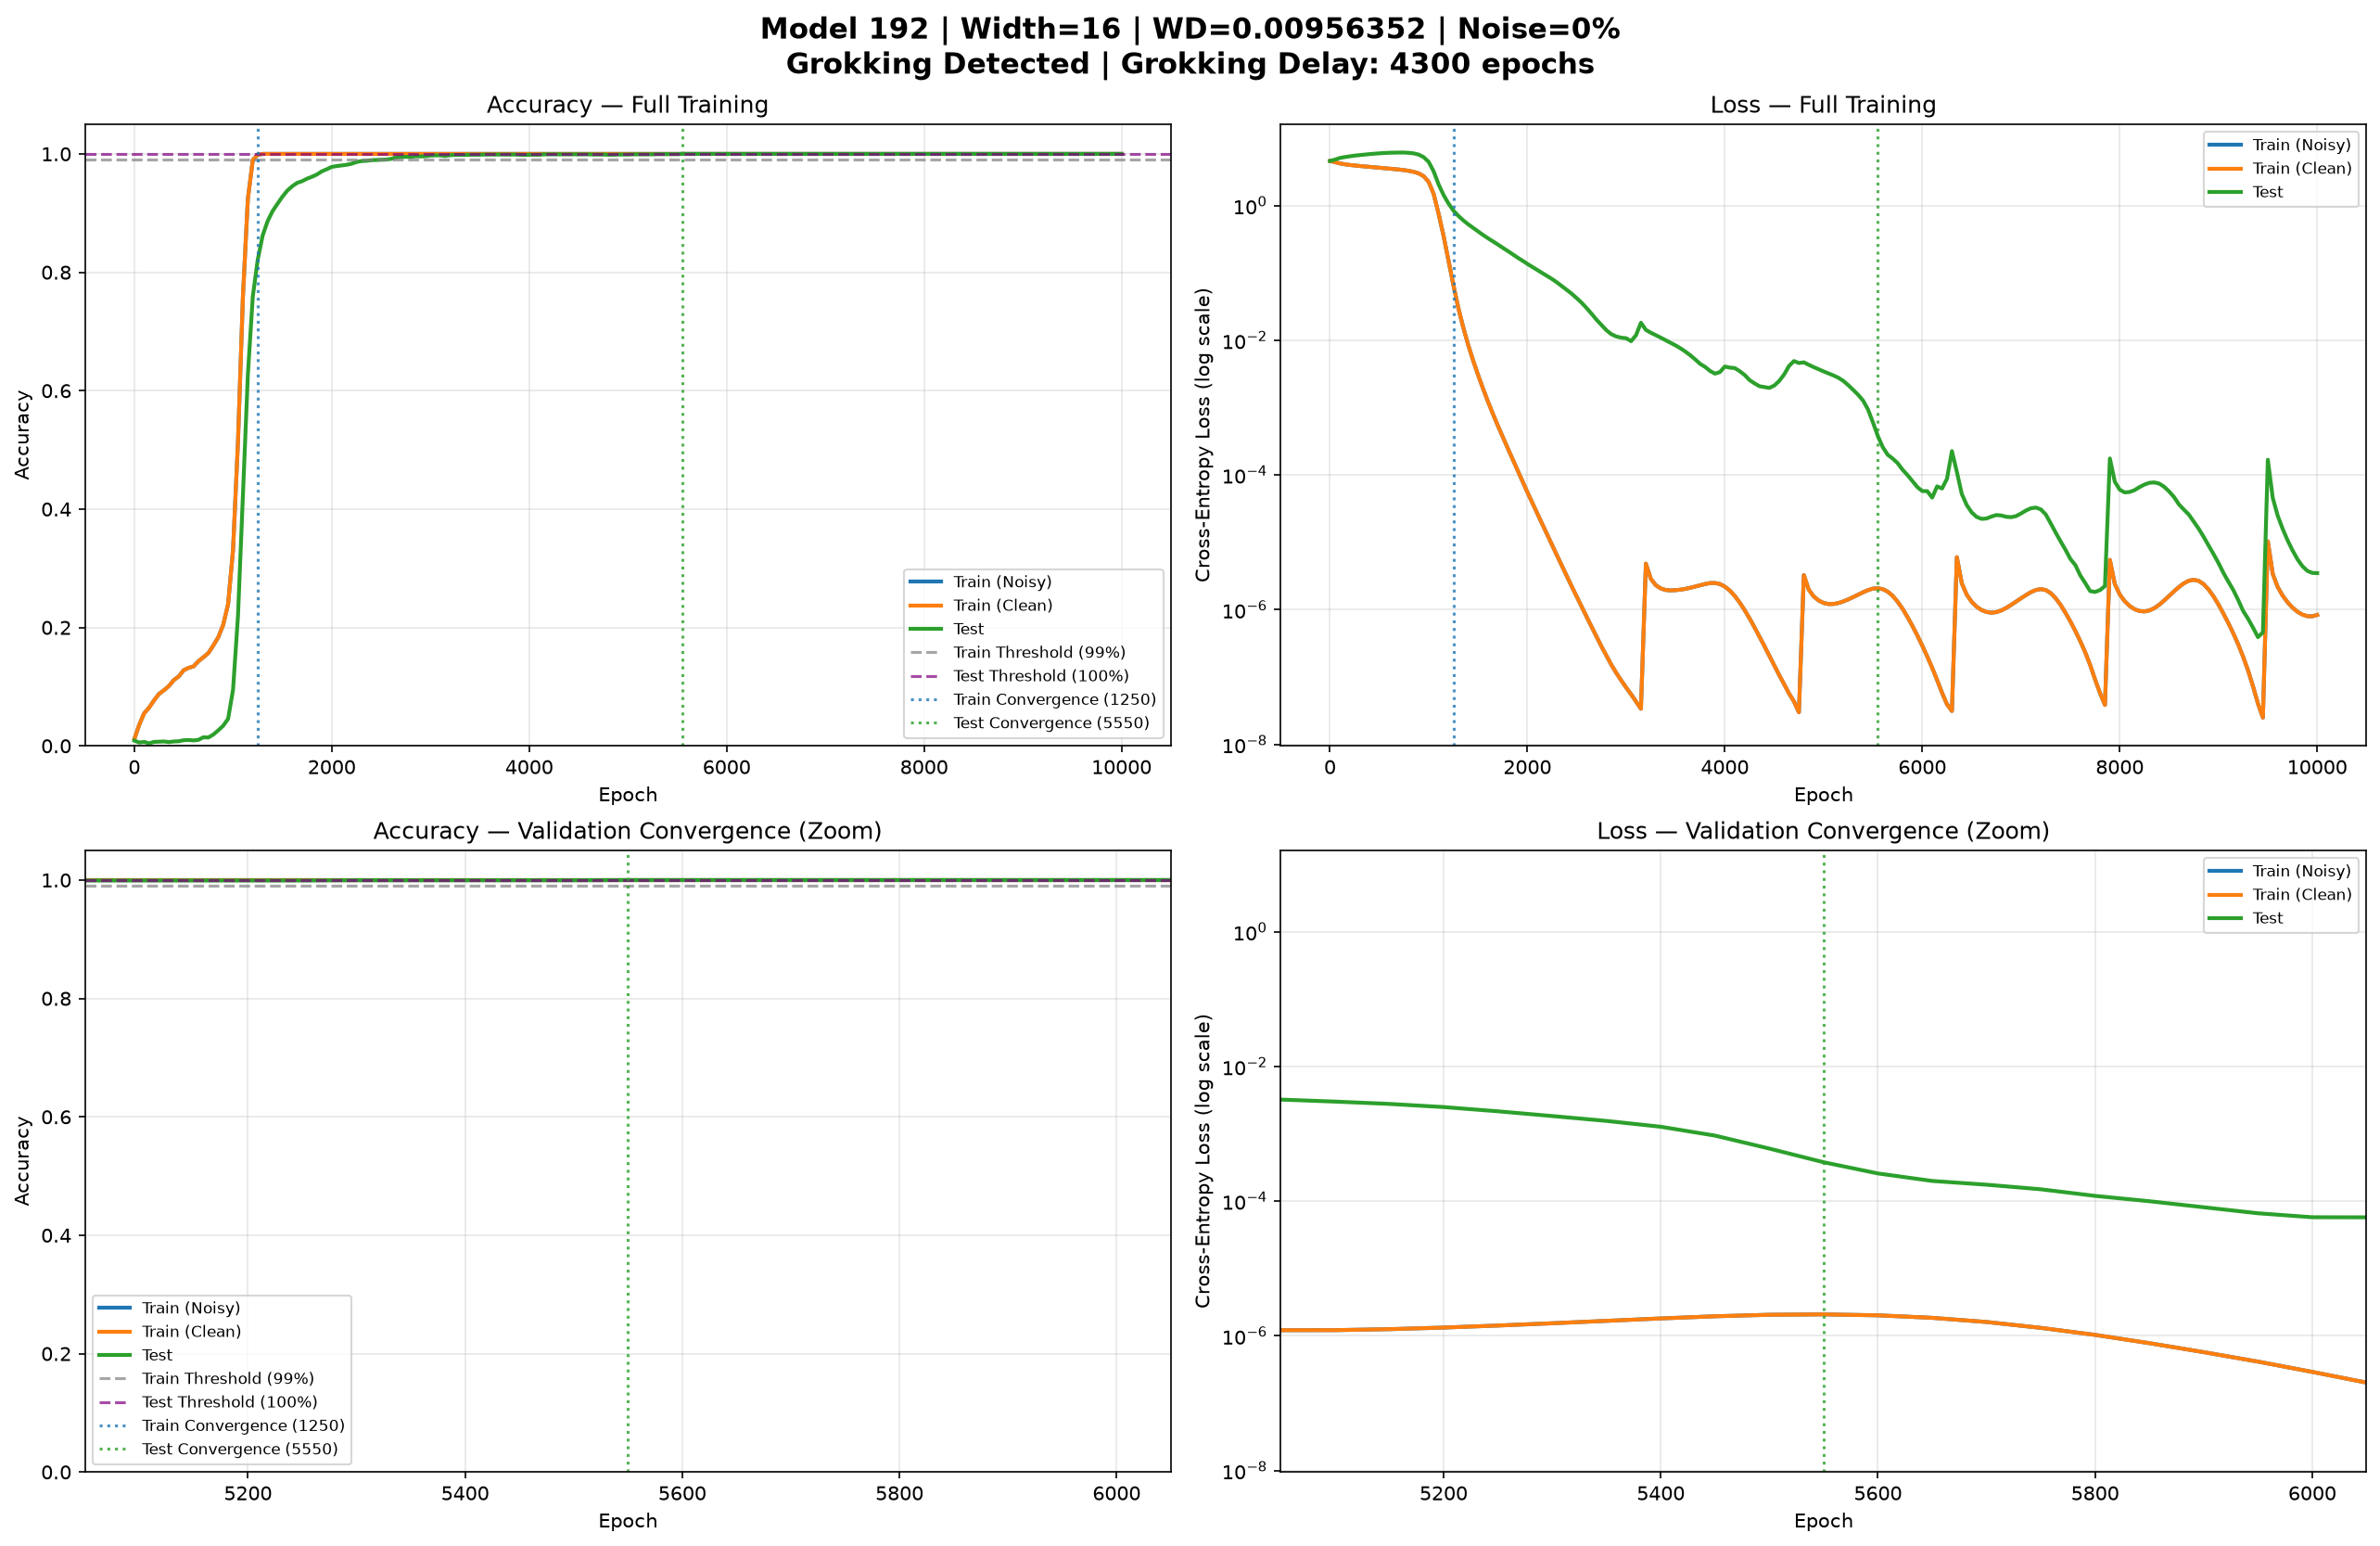 Model 192 | Width=16 | WD=0.00956352 | Noise=0%
Grokking Detected | Grokking Delay: 4300 epochs
Accuracy — Full Training
Accuracy
1.0
0.8
0.6
0.4
0.2
0.0
Train (Noisy)
Train (Clean)
Test
Train Threshold (99%)
Test Threshold (100%)
Train Convergence (1250)
Test Convergence (5550)
0 2000 4000 6000 8000 10000
Epoch
Loss — Full Training
Cross-Entropy Loss (log scale)
Train (Noisy)
Train (Clean)
Test
10⁰
10⁻²
10⁻⁴
10⁻⁶
10⁻⁸
0 2000 4000 6000 8000 10000
Epoch
Accuracy — Validation Convergence (Zoom)
Accuracy
1.0
0.8
0.6
0.4
0.2
0.0
Train (Noisy)
Train (Clean)
Test
Train Threshold (99%)
Test Threshold (100%)
Train Convergence (1250)
Test Convergence (5550)
5200 5400 5600 5800 6000
Epoch
Loss — Validation Convergence (Zoom)
Cross-Entropy Loss (log scale)
Train (Noisy)
Train (Clean)
Test
10⁰
10⁻²
10⁻⁴
10⁻⁶
10⁻⁸
5200 5400 5600 5800 6000
Epoch